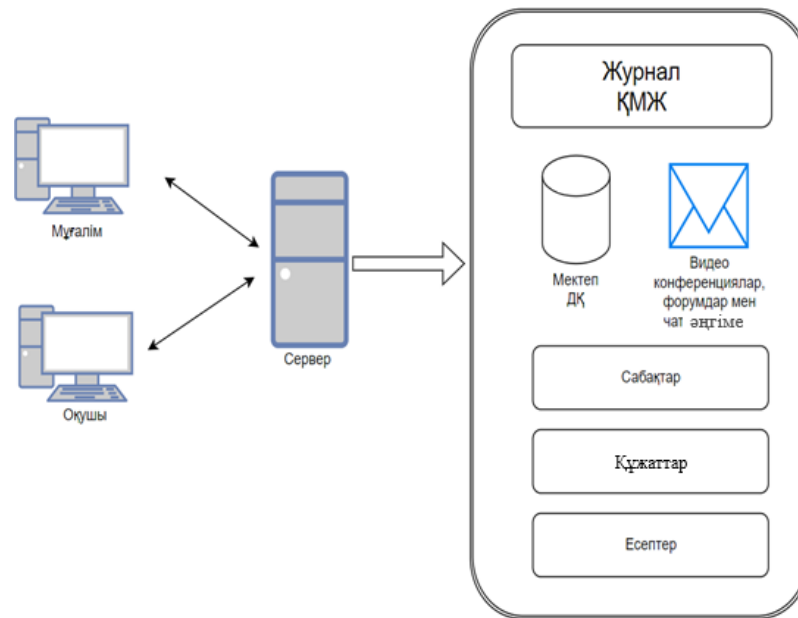 Мұғалім
Оқушы
Сервер
Журнал
ҚМЖ
Мектеп
ДҚ
Видео
конференциялар,
форумдар мен
чат әңгіме
Сабақтар
Құжаттар
Есептер